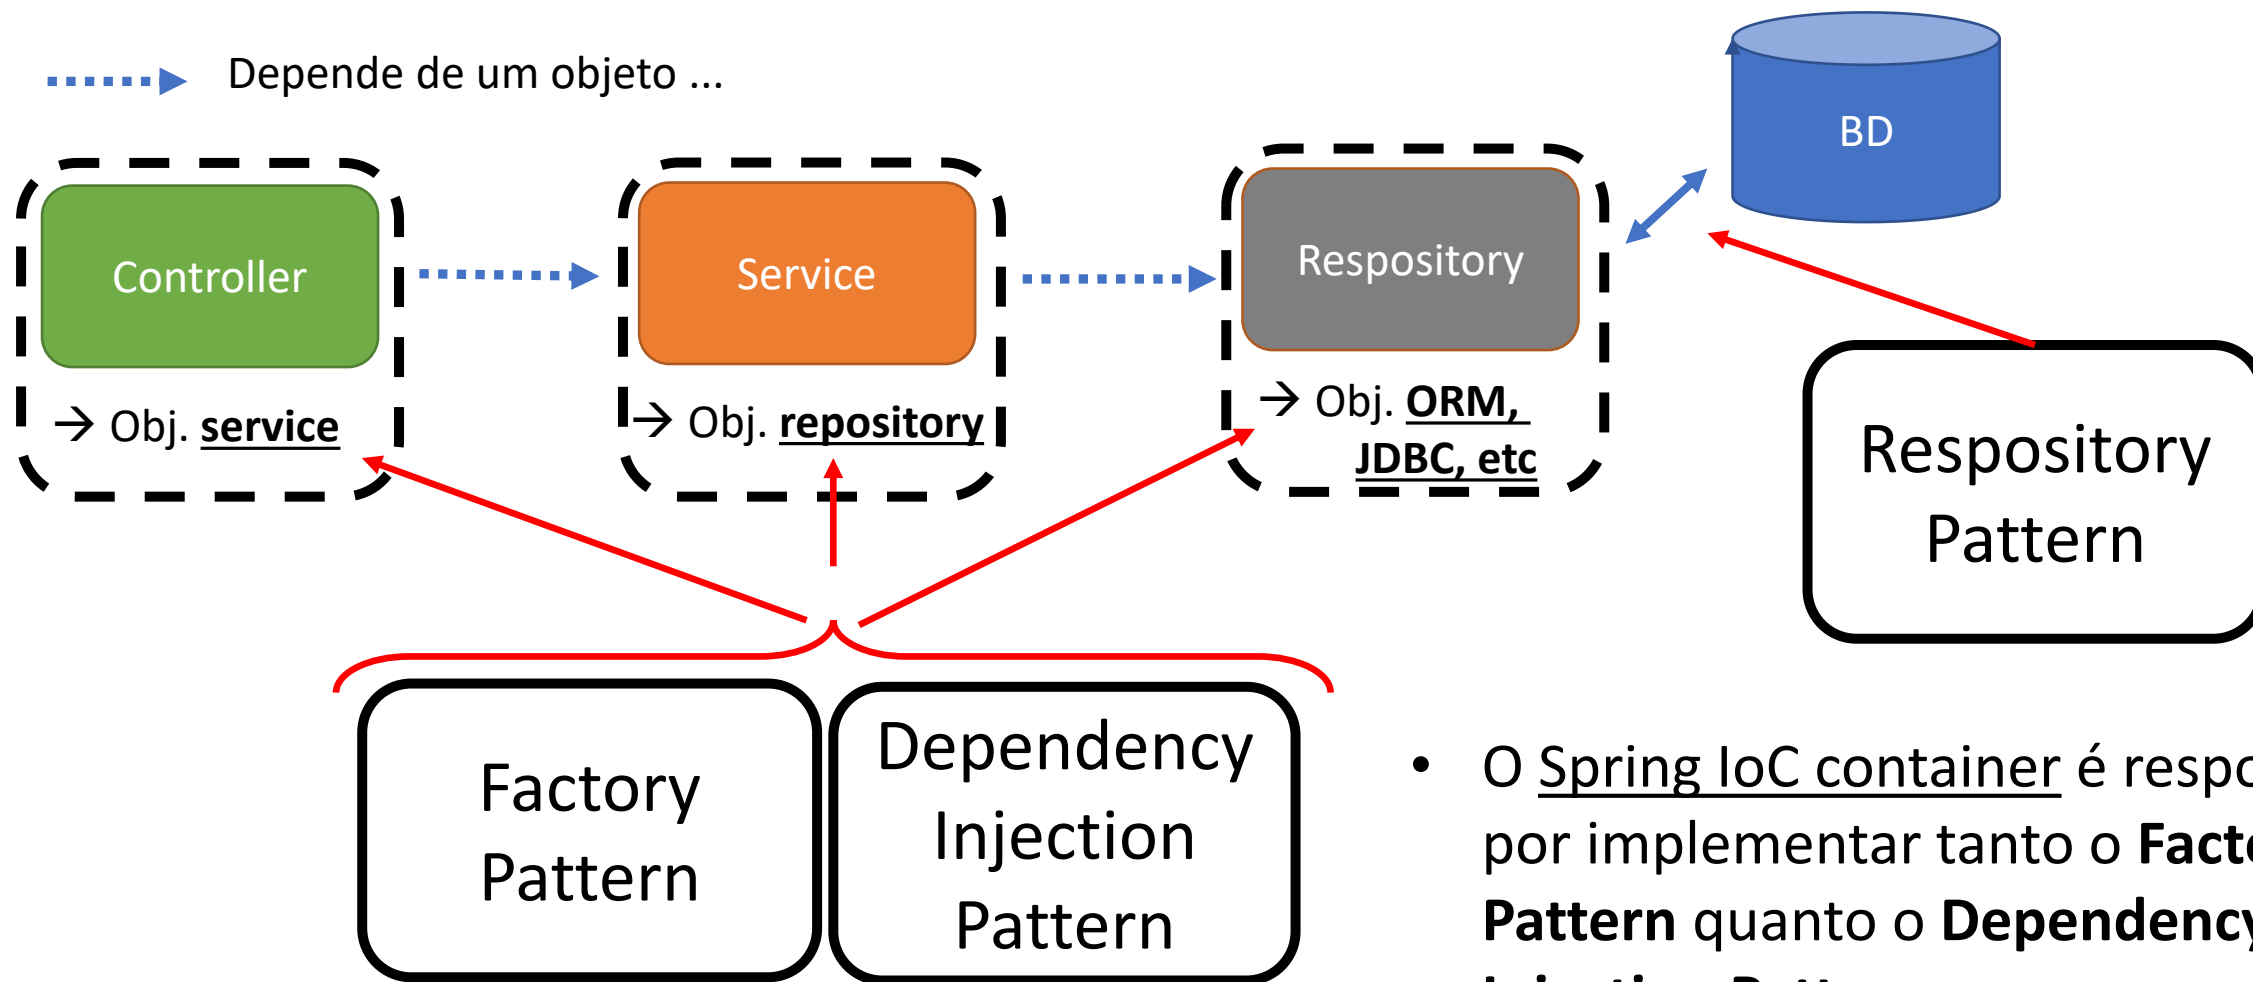 Depende de um objeto ...
BD
Controller
Service
Respository
→ Obj. service
→ Obj. repository
→ Obj. ORM,
JDBC, etc
Respository
Pattern
Factory
Pattern
Dependency
Injection
Pattern
• O Spring IoC container é respo
por implementar tanto o Facto
Pattern quanto o Dependency